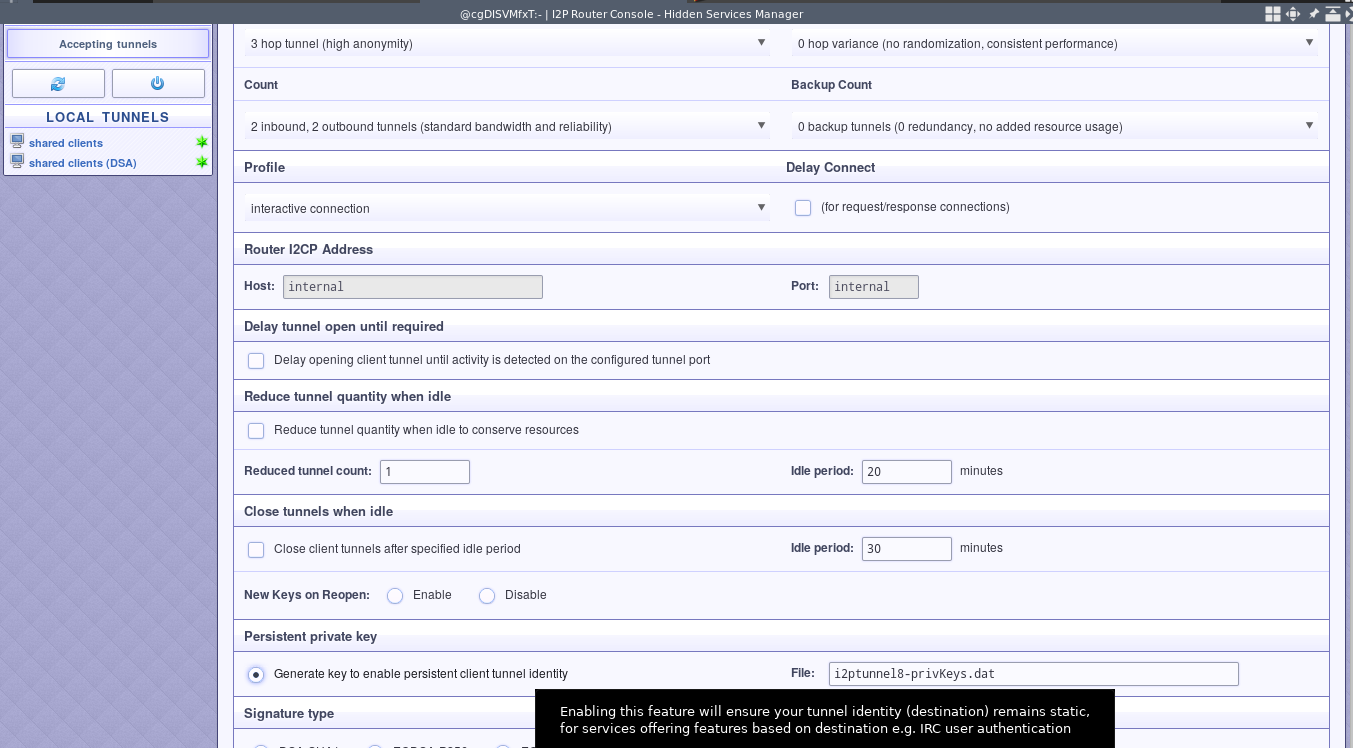 @cgDISVMfxT:- | I2P Router Console - Hidden Services Manager
Accepting tunnels
LOCAL TUNNELS
shared clients
shared clients (DSA)
3 hop tunnel (high anonymity)
0 hop variance (no randomization, consistent performance)
Count
Backup Count
2 inbound, 2 outbound tunnels (standard bandwidth and reliability)
0 backup tunnels (0 redundancy, no added resource usage)
Profile
Delay Connect
interactive connection
(for request/response connections)
Router I2CP Address
Host: internal
Port: internal
Delay tunnel open until required
Delay opening client tunnel until activity is detected on the configured tunnel port
Reduce tunnel quantity when idle
Reduce tunnel quantity when idle to conserve resources
Reduced tunnel count: 1
Idle period: 20 minutes
Close tunnels when idle
Close client tunnels after specified idle period
Idle period: 30 minutes
New Keys on Reopen: Enable Disable
Persistent private key
Generate key to enable persistent client tunnel identity
File: i2ptunnel8-privKeys.dat
Signature type
Enabling this feature will ensure your tunnel identity (destination) remains static,
for services offering features based on destination e.g. IRC user authentication